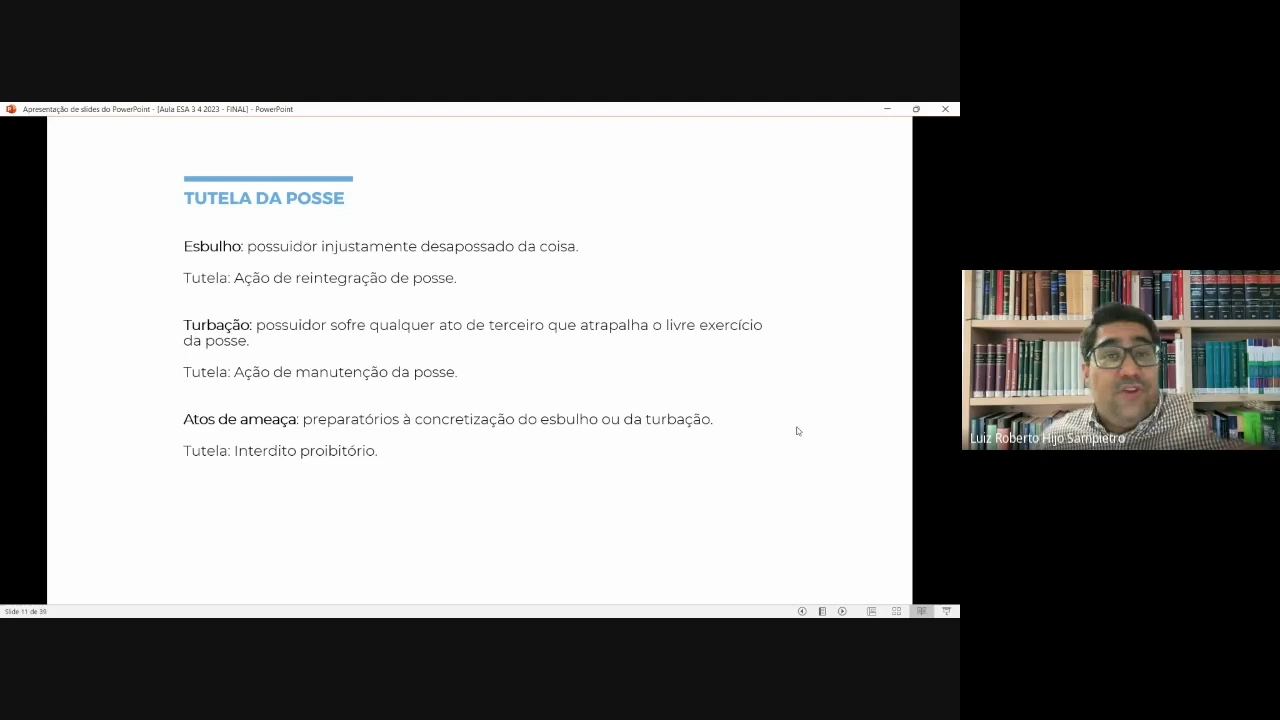 Apresentação de slides do PowerPoint - [Aula ESA 3 4 2023 - FINAL] - PowerPoint
TUTELA DA POSSE
Esbulho: possuidor injustamente desapossado da coisa.
Tutela: Ação de reintegração de posse.
Turbação: possuidor sofre qualquer ato de terceiro que atrapalha o livre exercício
da posse.
Tutela: Ação de manutenção da posse.
Atos de ameaça: preparatórios à concretização do esbulho ou da turbação.
Tutela: Interdito proibitório.
Luiz Roberto Hijo Sampietro
Slide 11 de 39